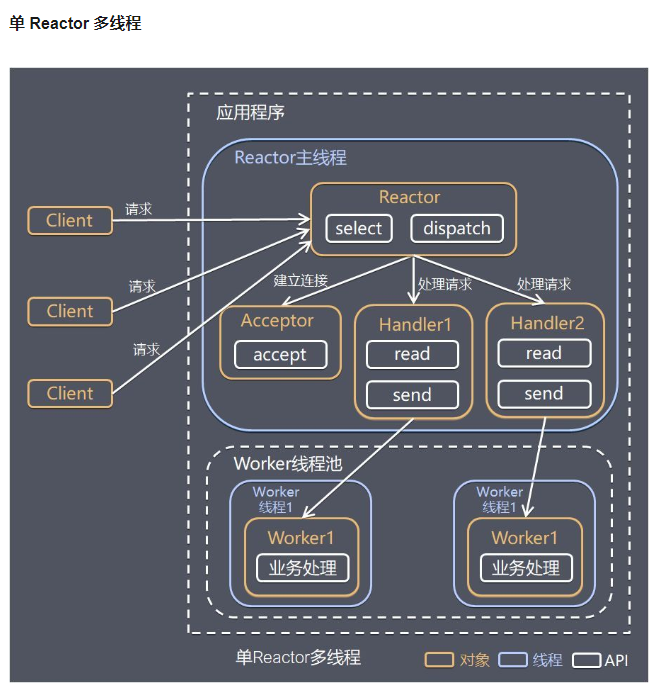 单 Reactor 多线程
应用程序
Reactor主线程
Reactor
select
dispatch
Client
请求
Client
请求
Client
请求
建立连接
处理请求
处理请求
Acceptor
accept
Handler1
read
send
Handler2
read
send
Worker线程池
Worker
线程1
Worker1
业务处理
Worker
线程1
Worker1
业务处理
单Reactor多线程
对象
线程
API